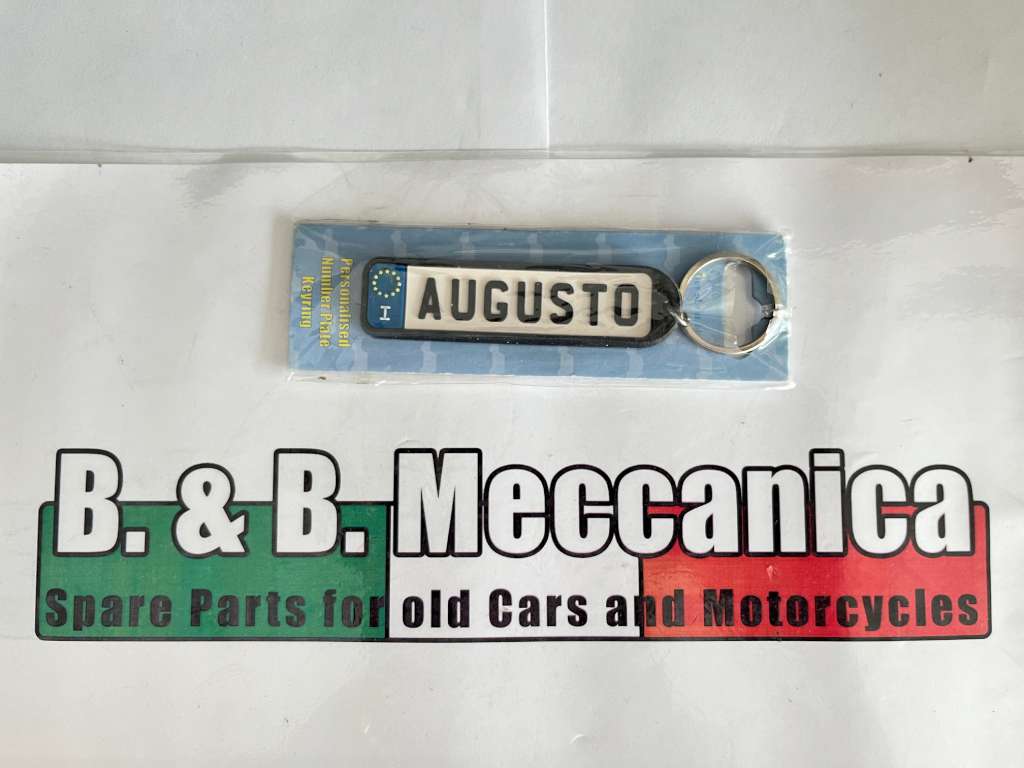 Personalised
Number Plate
Keyring
I AUGUSTO
B. & B. Meccanica
Spare Parts for old Cars and Motorcycles